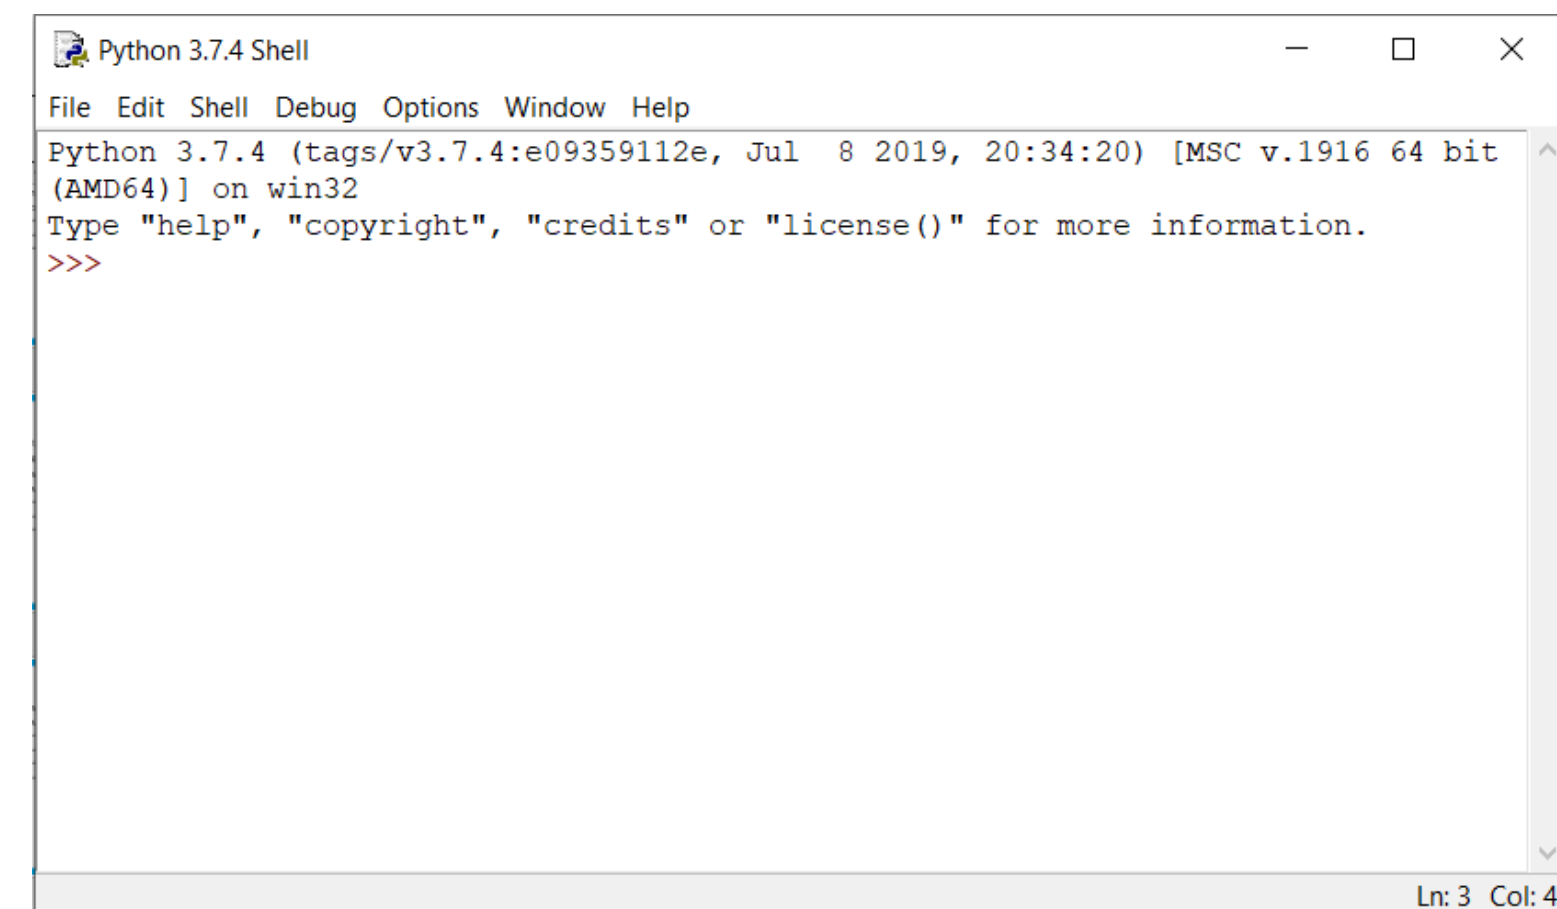 Python 3.7.4 Shell
File Edit Shell Debug Options Window Help
Python 3.7.4 (tags/v3.7.4:e09359112e, Jul  8 2019, 20:34:20) [MSC v.1916 64 bit
(AMD64)] on win32
Type "help", "copyright", "credits" or "license()" for more information.
>>>
Ln: 3 Col: 4